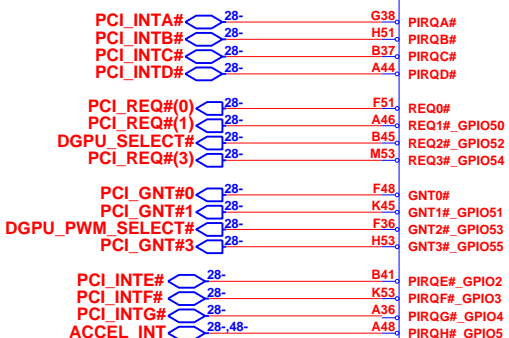 PCI_INTA# 28- G38 PIRQA#
PCI_INTB# 28- H51 PIRQB#
PCI_INTC# 28- B37 PIRQC#
PCI_INTD# 28- A44 PIRQD#
PCI_REQ#(0) 28- F51 REQ0#
PCI_REQ#(1) 28- A46 REQ1#_GPIO50
DGPU_SELECT# 28- B45 REQ2#_GPIO52
PCI_REQ#(3) 28- M53 REQ3#_GPIO54
PCI_GNT#0 28- F48 GNT0#
PCI_GNT#1 28- K45 GNT1#_GPIO51
DGPU_PWM_SELECT# 28- F36 GNT2#_GPIO53
PCI_GNT#3 28- H53 GNT3#_GPIO55
PCI_INTE# 28- B41 PIRQE#_GPIO2
PCI_INTF# 28- K53 PIRQF#_GPIO3
PCI_INTG# 28- A36 PIRQG#_GPIO4
ACCEL_INT 28-,48- A48 PIRQH#_GPIO5